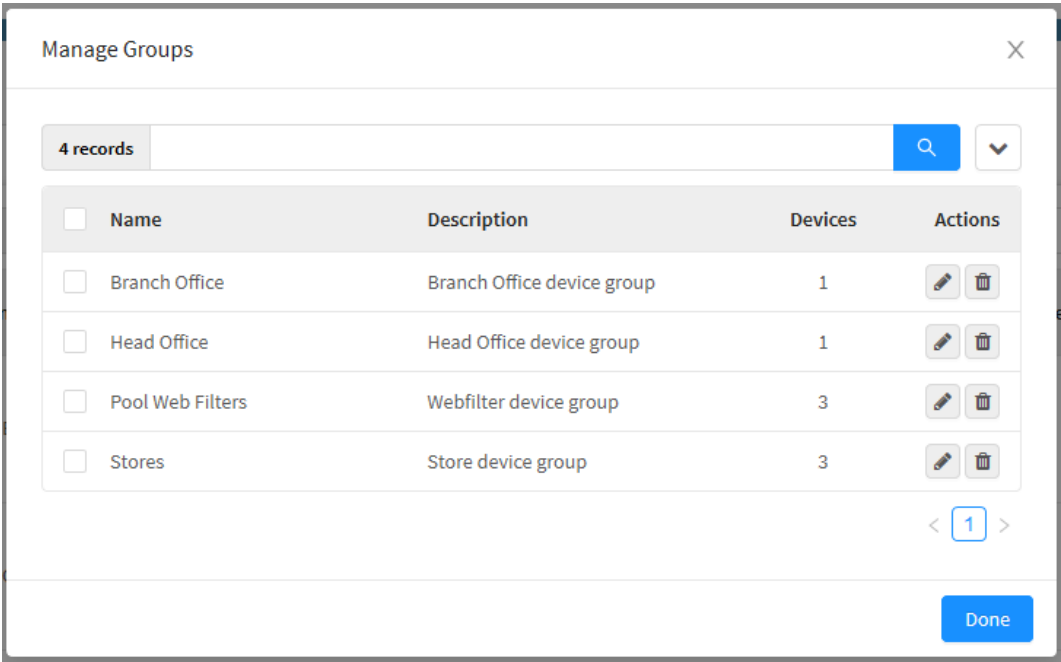 Manage Groups
4 records
Name Description Devices Actions
Branch Office Branch Office device group 1
Head Office Head Office device group 1
Pool Web Filters Webfilter device group 3
Stores Store device group 3
< 1 >
Done